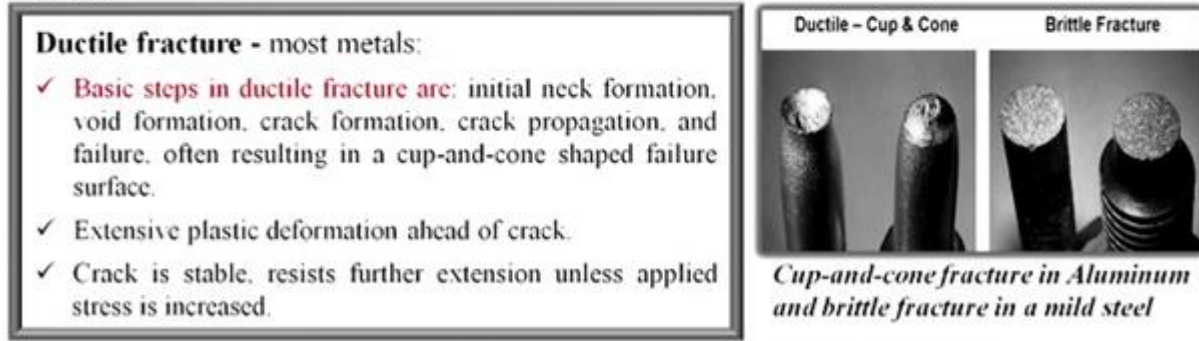 Ductile fracture - most metals:
✓ Basic steps in ductile fracture are: initial neck formation,
void formation, crack formation, crack propagation, and
failure, often resulting in a cup-and-cone shaped failure
surface.
✓ Extensive plastic deformation ahead of crack.
✓ Crack is stable, resists further extension unless applied
stress is increased.
Ductile – Cup & Cone
Brittle Fracture
Cup-and-cone fracture in Aluminum
and brittle fracture in a mild steel